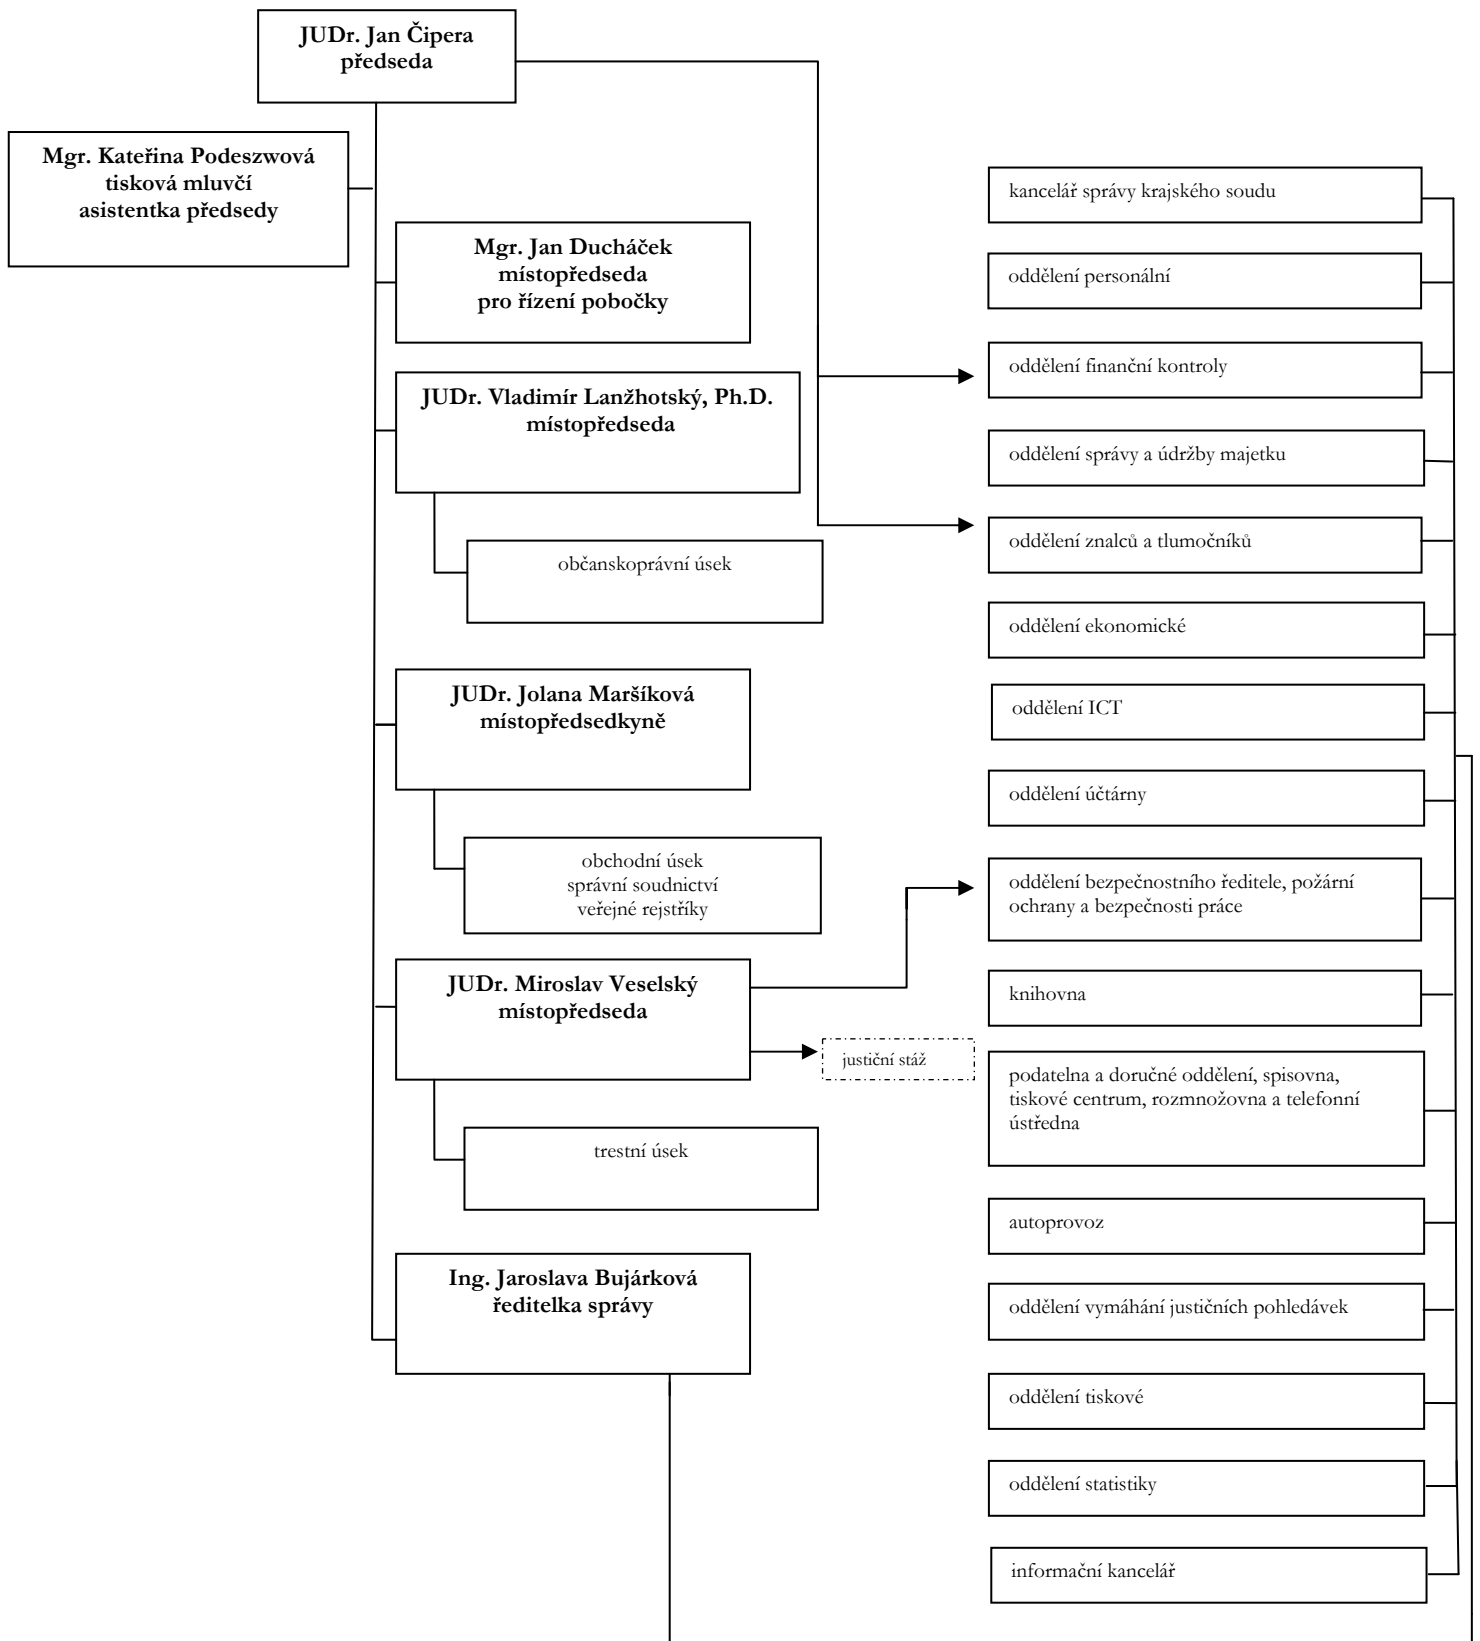 JUDr. Jan Čipera
předseda
Mgr. Kateřina Podeszwová
tisková mluvčí
asistentka předsedy
Mgr. Jan Ducháček
místopředseda
pro řízení pobočky
JUDr. Vladimír Lanžhotský, Ph.D.
místopředseda
občanskoprávní úsek
JUDr. Jolana Maršíková
místopředsedkyně
obchodní úsek
správní soudnictví
veřejné rejstříky
JUDr. Miroslav Veselský
místopředseda
justiční stáž
trestní úsek
Ing. Jaroslava Bujárková
ředitelka správy
kancelář správy krajského soudu
oddělení personální
oddělení finanční kontroly
oddělení správy a údržby majetku
oddělení znalců a tlumočníků
oddělení ekonomické
oddělení ICT
oddělení účtárny
oddělení bezpečnostního ředitele, požární
ochrany a bezpečnosti práce
knihovna
podatelna a doručné oddělení, spisovna,
tiskové centrum, rozmnožovna a telefonní
ústředna
autoprovoz
oddělení vymáhání justičních pohledávek
oddělení tiskové
oddělení statistiky
informační kancelář